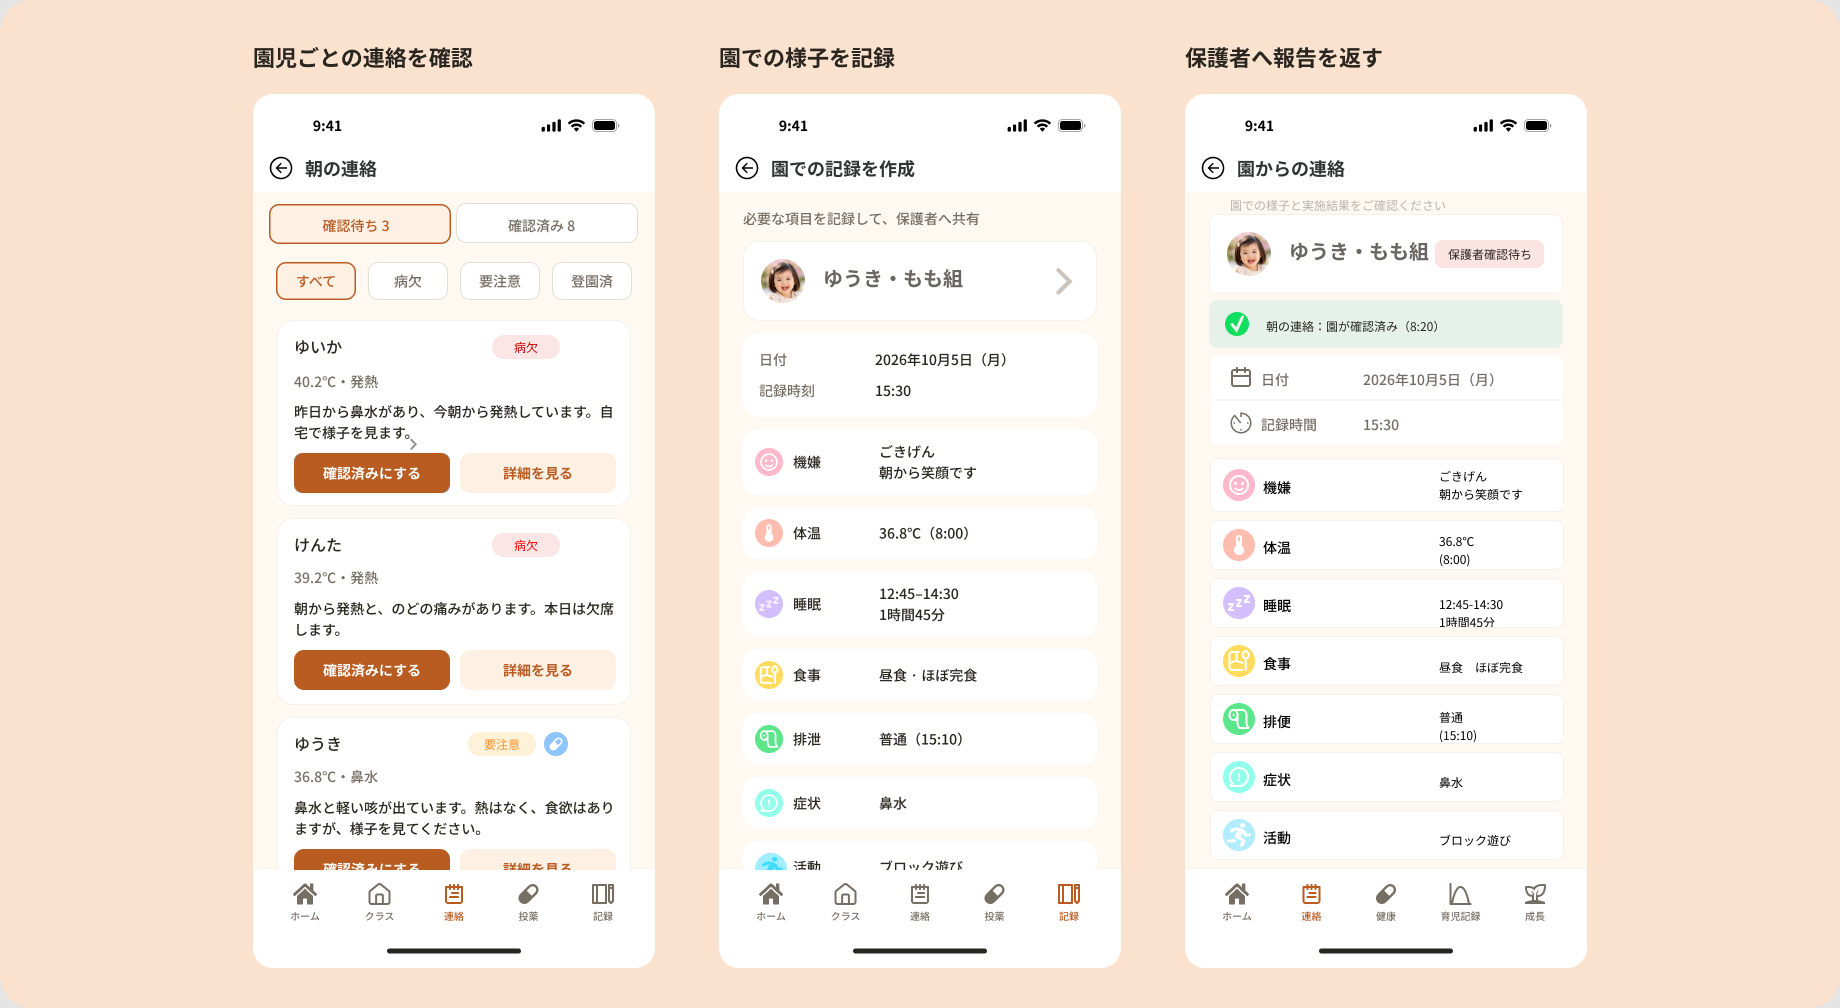 園児ごとの連絡を確認
9:41
朝の連絡
確認待ち 3
確認済み 8
すべて
病欠
要注意
登園済
ゆいか
病欠
40.2℃・発熱
昨日から鼻水があり、今朝から発熱しています。自
宅で様子を見ます。
確認済みにする
詳細を見る
けんた
病欠
39.2℃・発熱
朝から発熱と、のどの痛みがあります。本日は欠席
します。
確認済みにする
詳細を見る
ゆうき
要注意
36.8℃・鼻水
鼻水と軽い咳が出ています。熱はなく、食欲はあり
ますが、様子を見てください。
確認済みにする
詳細を見る
ホーム
クラス
連絡
投薬
記録
園での様子を記録
9:41
園での記録を作成
必要な項目を記録して、保護者へ共有
ゆうき・もも組
日付
2026年10月5日（月）
記録時刻
15:30
機嫌
ごきげん
朝から笑顔です
体温
36.8℃（8:00）
睡眠
12:45–14:30
1時間45分
食事
昼食・ほぼ完食
排泄
普通（15:10）
症状
鼻水
活動
ブロック遊び
ホーム
クラス
連絡
投薬
記録
保護者へ報告を返す
9:41
園からの連絡
園での様子と実施結果をご確認ください
ゆうき・もも組
保護者確認待ち
朝の連絡：園が確認済み（8:20）
日付
2026年10月5日（月）
記録時間
15:30
機嫌
ごきげん
朝から笑顔です
体温
36.8℃
(8:00)
睡眠
12:45-14:30
1時間45分
食事
昼食　ほぼ完食
排便
普通
(15:10)
症状
鼻水
活動
ブロック遊び
ホーム
連絡
健康
育児記録
成長